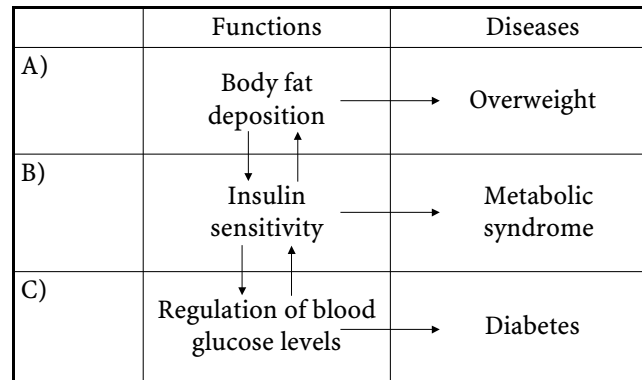 Functions Diseases
A)
Body fat
deposition
Overweight
B)
Insulin
sensitivity
Metabolic
syndrome
C)
Regulation of blood
glucose levels
Diabetes